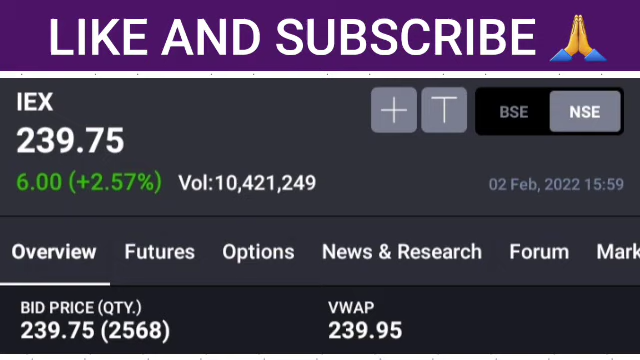 LIKE AND SUBSCRIBE 🙏
IEX
239.75
6.00 (+2.57%) Vol:10,421,249
BSE NSE
02 Feb, 2022 15:59
Overview Futures Options News & Research Forum Mark
BID PRICE (QTY.) VWAP
239.75 (2568) 239.95